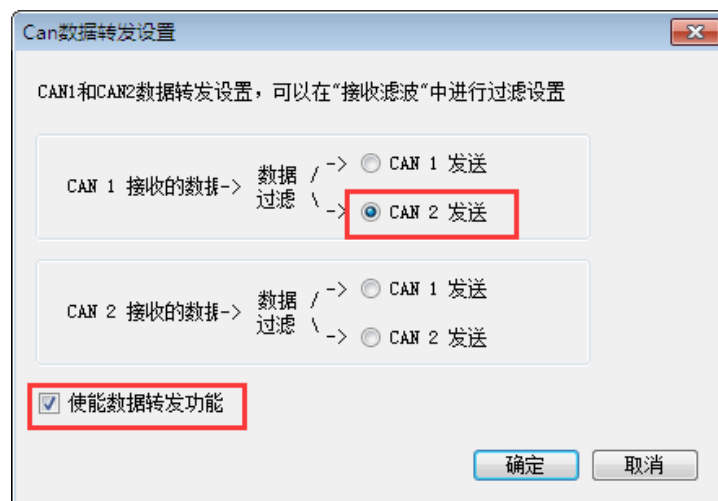 Can数据转发设置
CAN1和CAN2数据转发设置，可以在“接收滤波“中进行过滤设置
CAN 1 接收的数据-> 数据过滤 / -> CAN 1 发送
\ -> CAN 2 发送
CAN 2 接收的数据-> 数据过滤 / -> CAN 1 发送
\ -> CAN 2 发送
使能数据转发功能
确定 取消